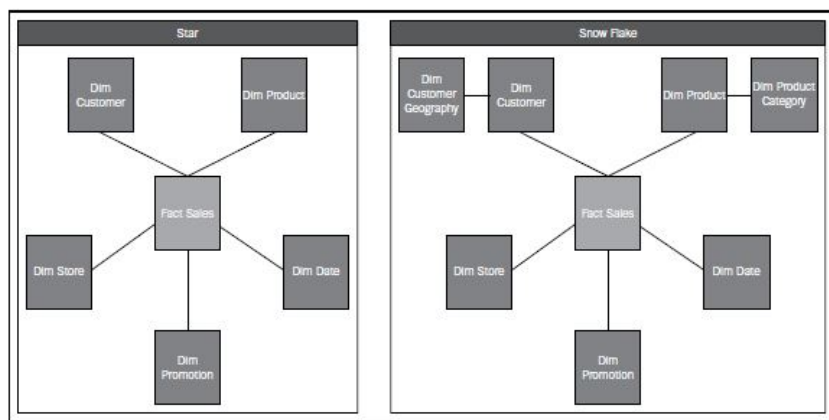 Star
Dim
Customer
Dim Product
Fact Sales
Dim Store
Dim Date
Dim
Promotion
Snow Flake
Dim
Customer
Geography
Dim
Customer
Dim Product
Dim Product
Category
Fact Sales
Dim Store
Dim Date
Dim
Promotion